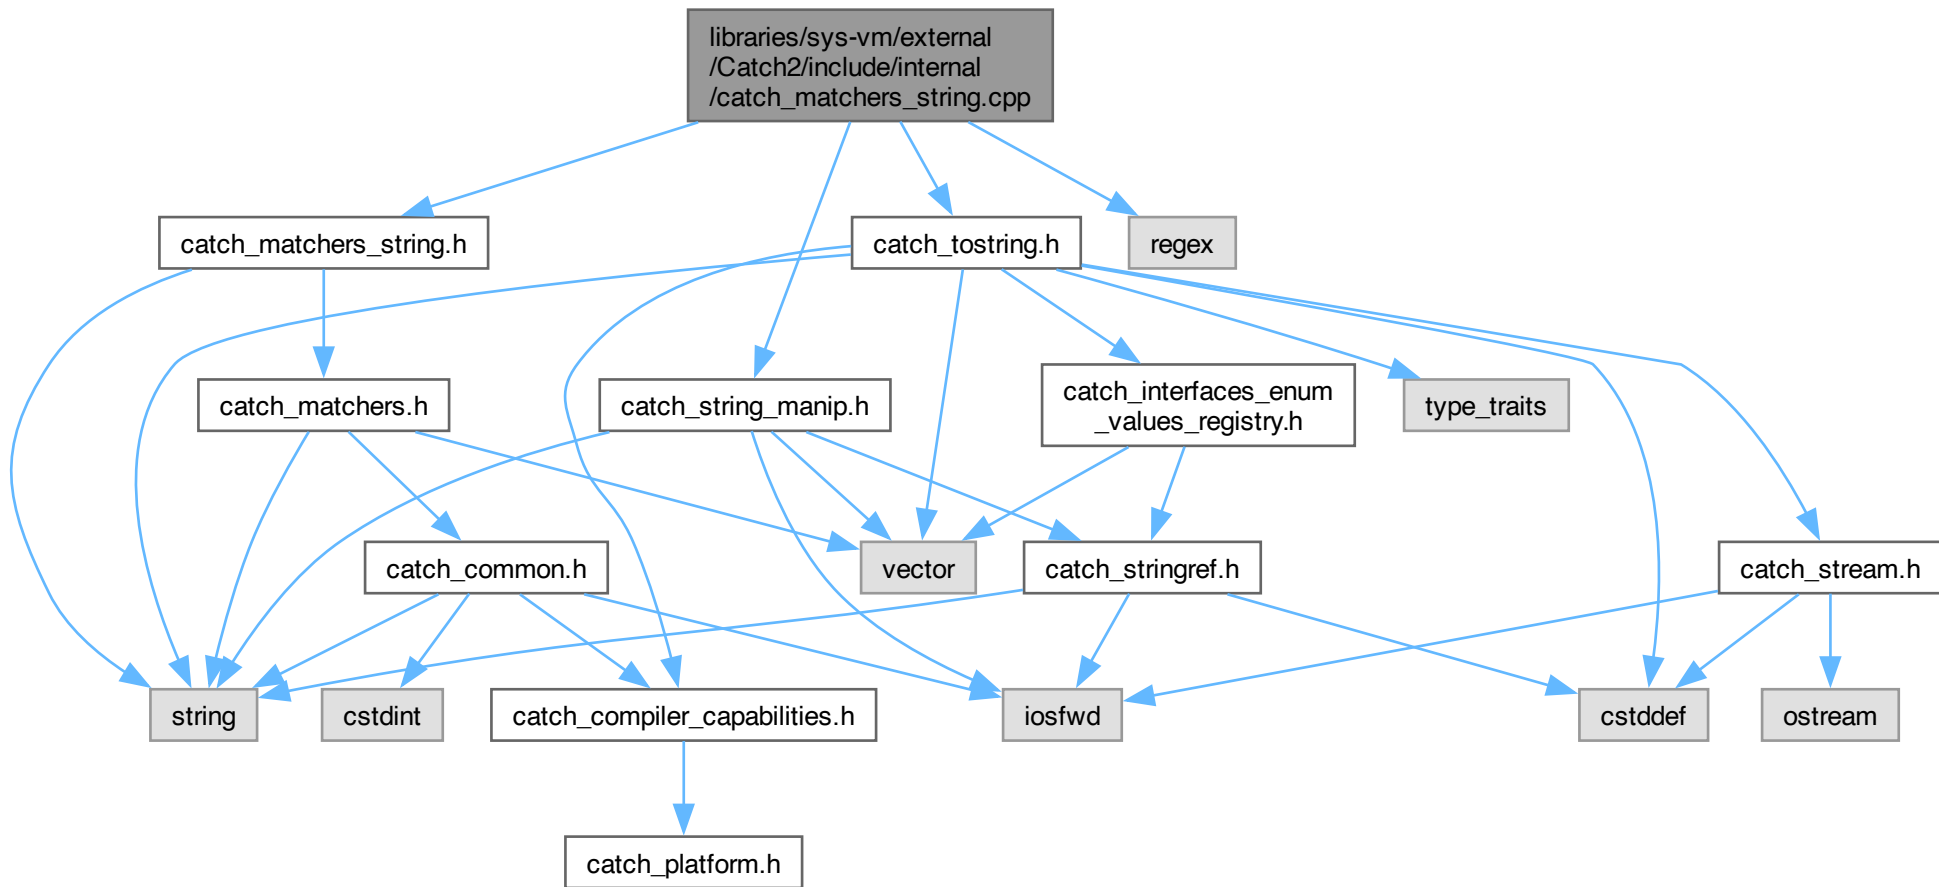 libraries/sys-vm/external
/Catch2/include/internal
/catch_matchers_string.cpp
catch_matchers_string.h
catch_tostring.h
regex
catch_matchers.h
catch_string_manip.h
catch_interfaces_enum
_values_registry.h
type_traits
catch_common.h
vector
catch_stringref.h
catch_stream.h
string
cstdint
catch_compiler_capabilities.h
iosfwd
cstddef
ostream
catch_platform.h